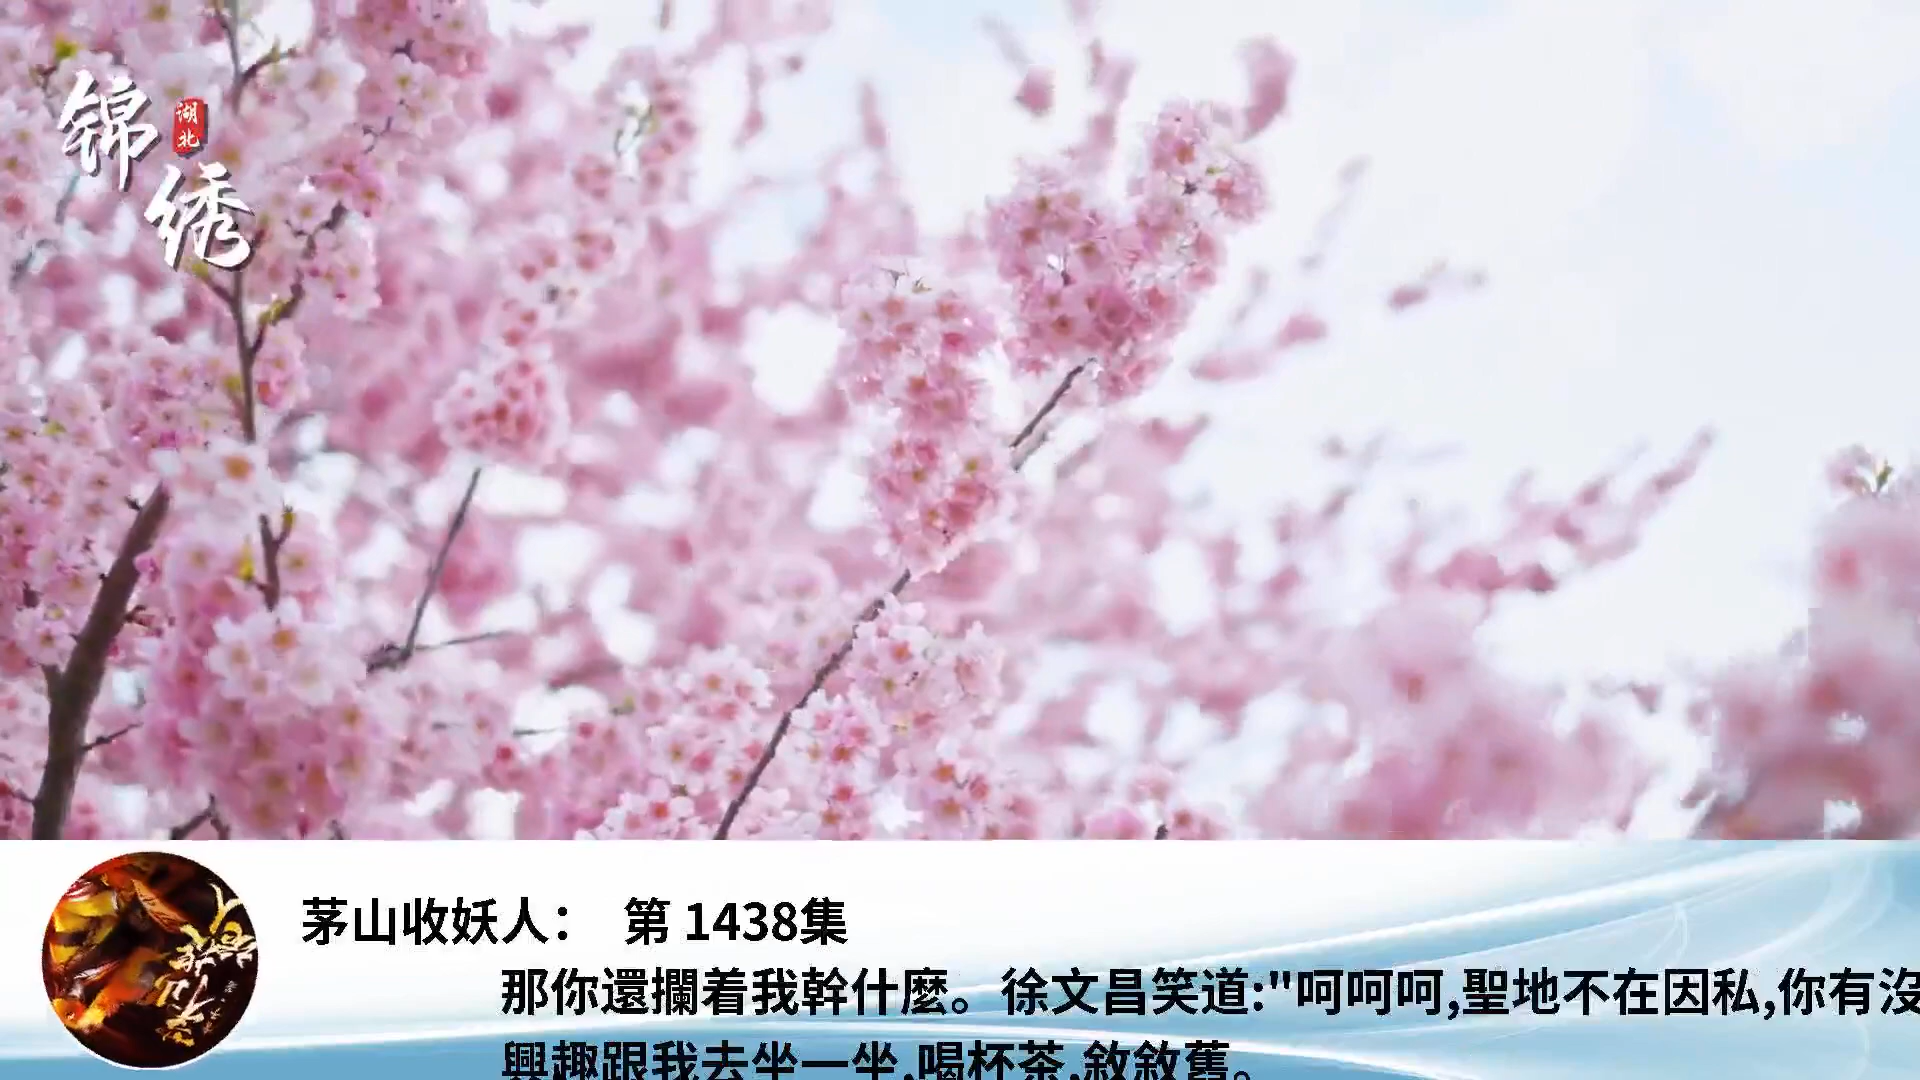 锦绣
湖北
茅山收妖人： 第 1438集
那你還攔着我幹什麼。徐文昌笑道:"呵呵呵,聖地不在因私,你有沒
興趣跟我去坐一坐,喝杯茶,敘敘舊。